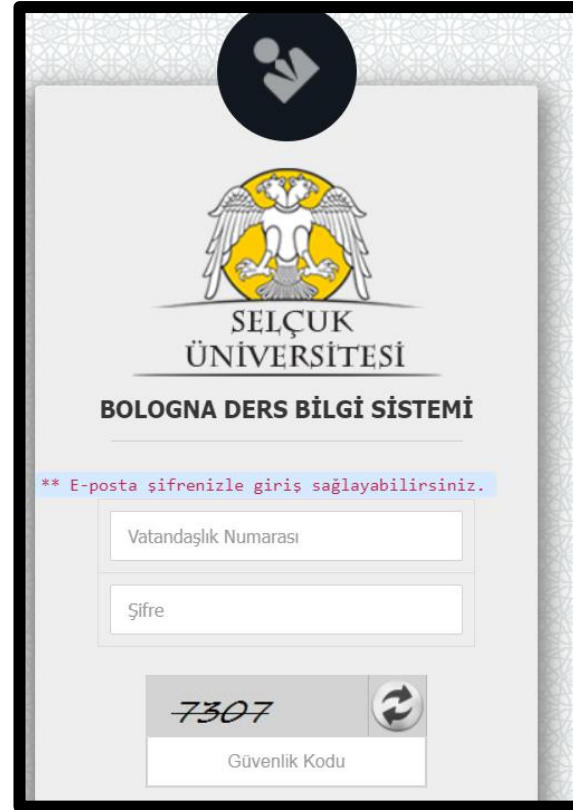 SELÇUK
ÜNİVERSİTESİ
BOLOGNA DERS BİLGİ SİSTEMİ
** E-posta şifrenizle giriş sağlayabilirsiniz.
Vatandaşlık Numarası
Şifre
7307
Güvenlik Kodu